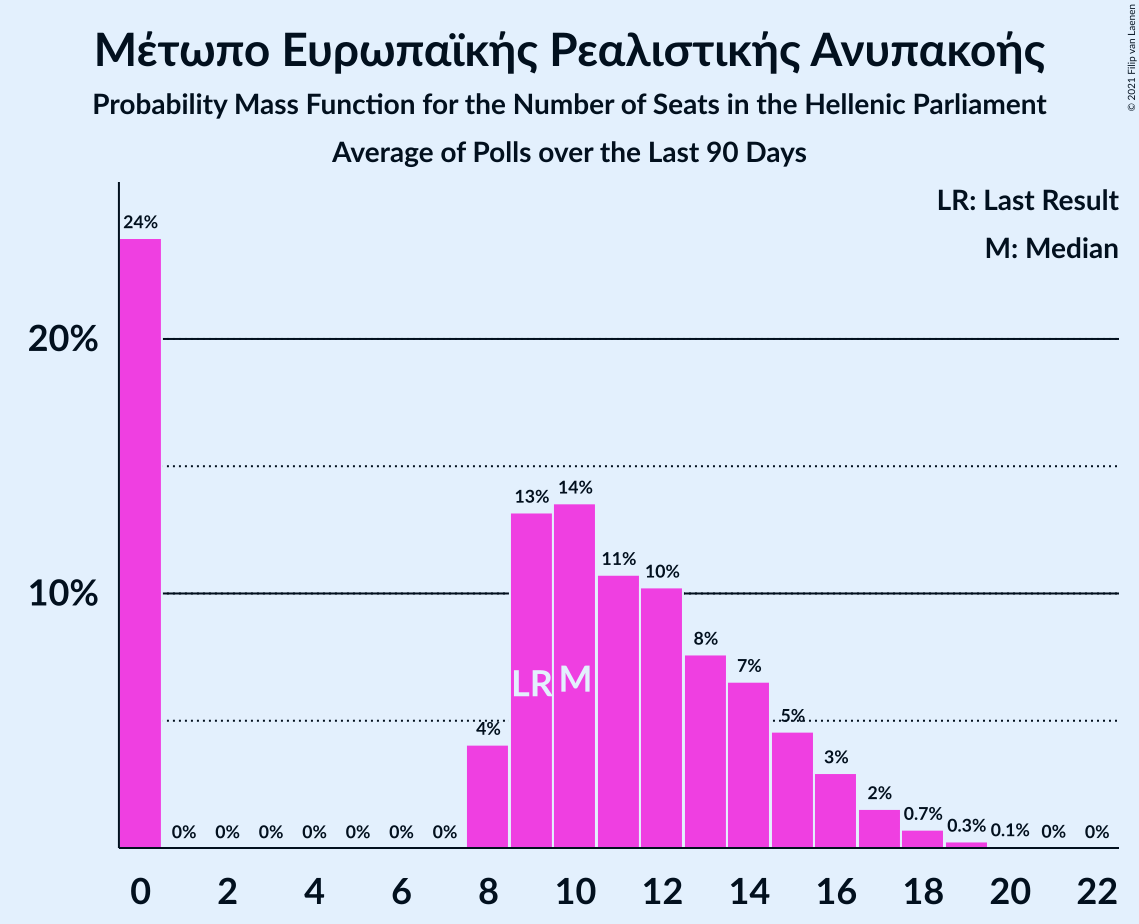 Μέτωπο Ευρωπαϊκής Ρεαλιστικής Ανυπακοής
Probability Mass Function for the Number of Seats in the Hellenic Parliament
Average of Polls over the Last 90 Days
© 2021 Filip van Laenen
LR: Last Result
M: Median
24%
20%
13%
14%
11%
10%
10%
8%
7%
LR
M
5%
4%
3%
2%
0.7%
0.3%
0.1%
0% 0% 0% 0% 0% 0% 0%
0% 0%
0 2 4 6 8 10 12 14 16 18 20 22